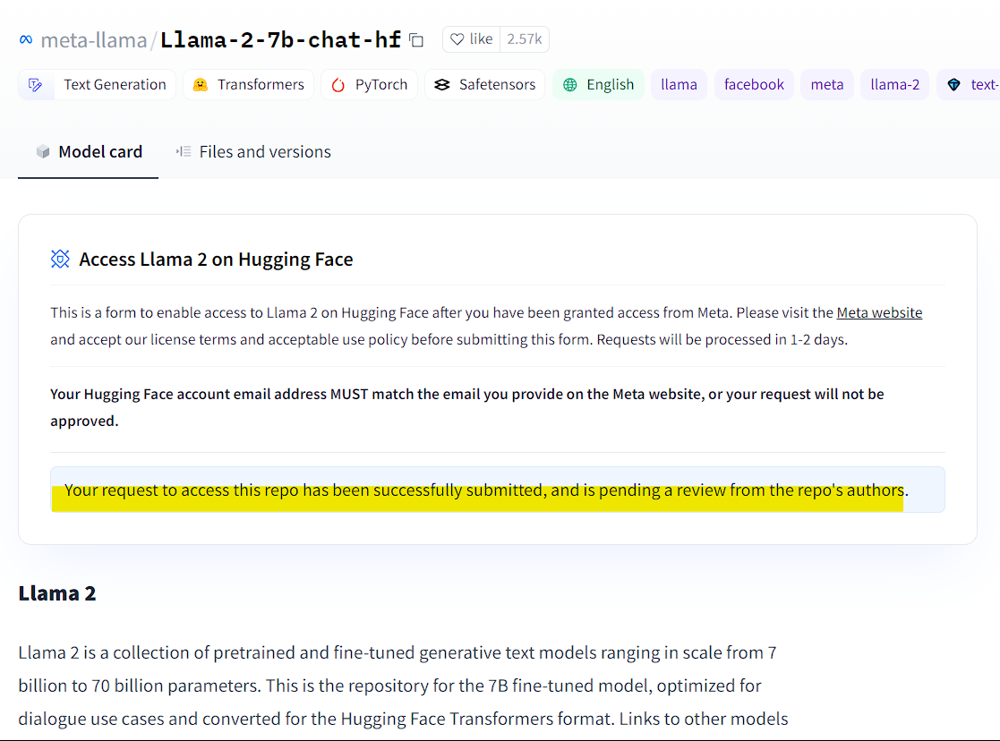 meta-llama/Llama-2-7b-chat-hf like 2.57k
Text Generation Transformers PyTorch Safetensors English llama facebook meta llama-2 text-
Model card Files and versions
Access Llama 2 on Hugging Face
This is a form to enable access to Llama 2 on Hugging Face after you have been granted access from Meta. Please visit the Meta website
and accept our license terms and acceptable use policy before submitting this form. Requests will be processed in 1-2 days.
Your Hugging Face account email address MUST match the email you provide on the Meta website, or your request will not be
approved.
Your request to access this repo has been successfully submitted, and is pending a review from the repo's authors.
Llama 2
Llama 2 is a collection of pretrained and fine-tuned generative text models ranging in scale from 7
billion to 70 billion parameters. This is the repository for the 7B fine-tuned model, optimized for
dialogue use cases and converted for the Hugging Face Transformers format. Links to other models